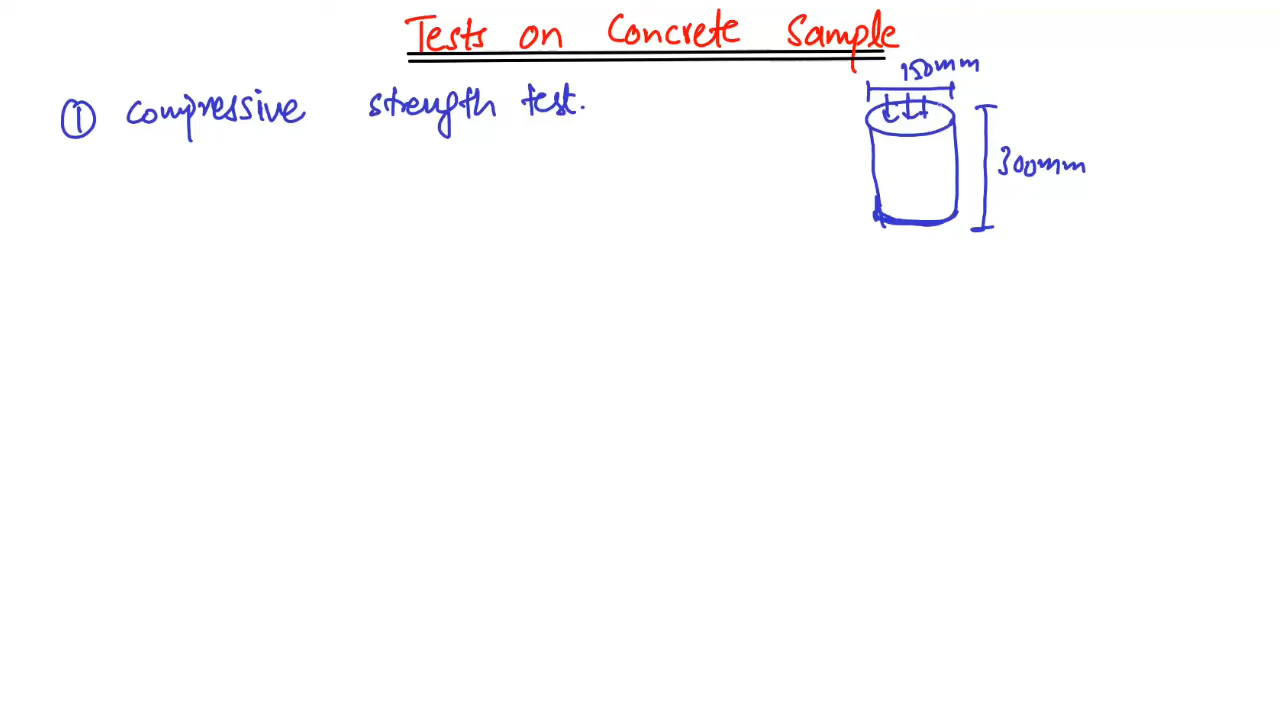 Tests on Concrete Sample
① compressive strength test.
150mm
300mm